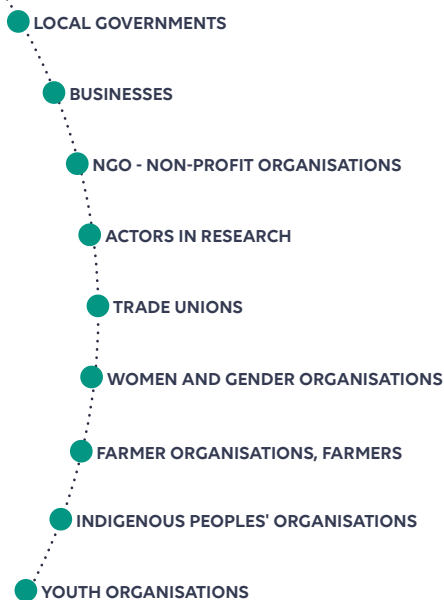 LOCAL GOVERNMENTS
BUSINESSES
NGO - NON-PROFIT ORGANISATIONS
ACTORS IN RESEARCH
TRADE UNIONS
WOMEN AND GENDER ORGANISATIONS
FARMER ORGANISATIONS, FARMERS
INDIGENOUS PEOPLES' ORGANISATIONS
YOUTH ORGANISATIONS